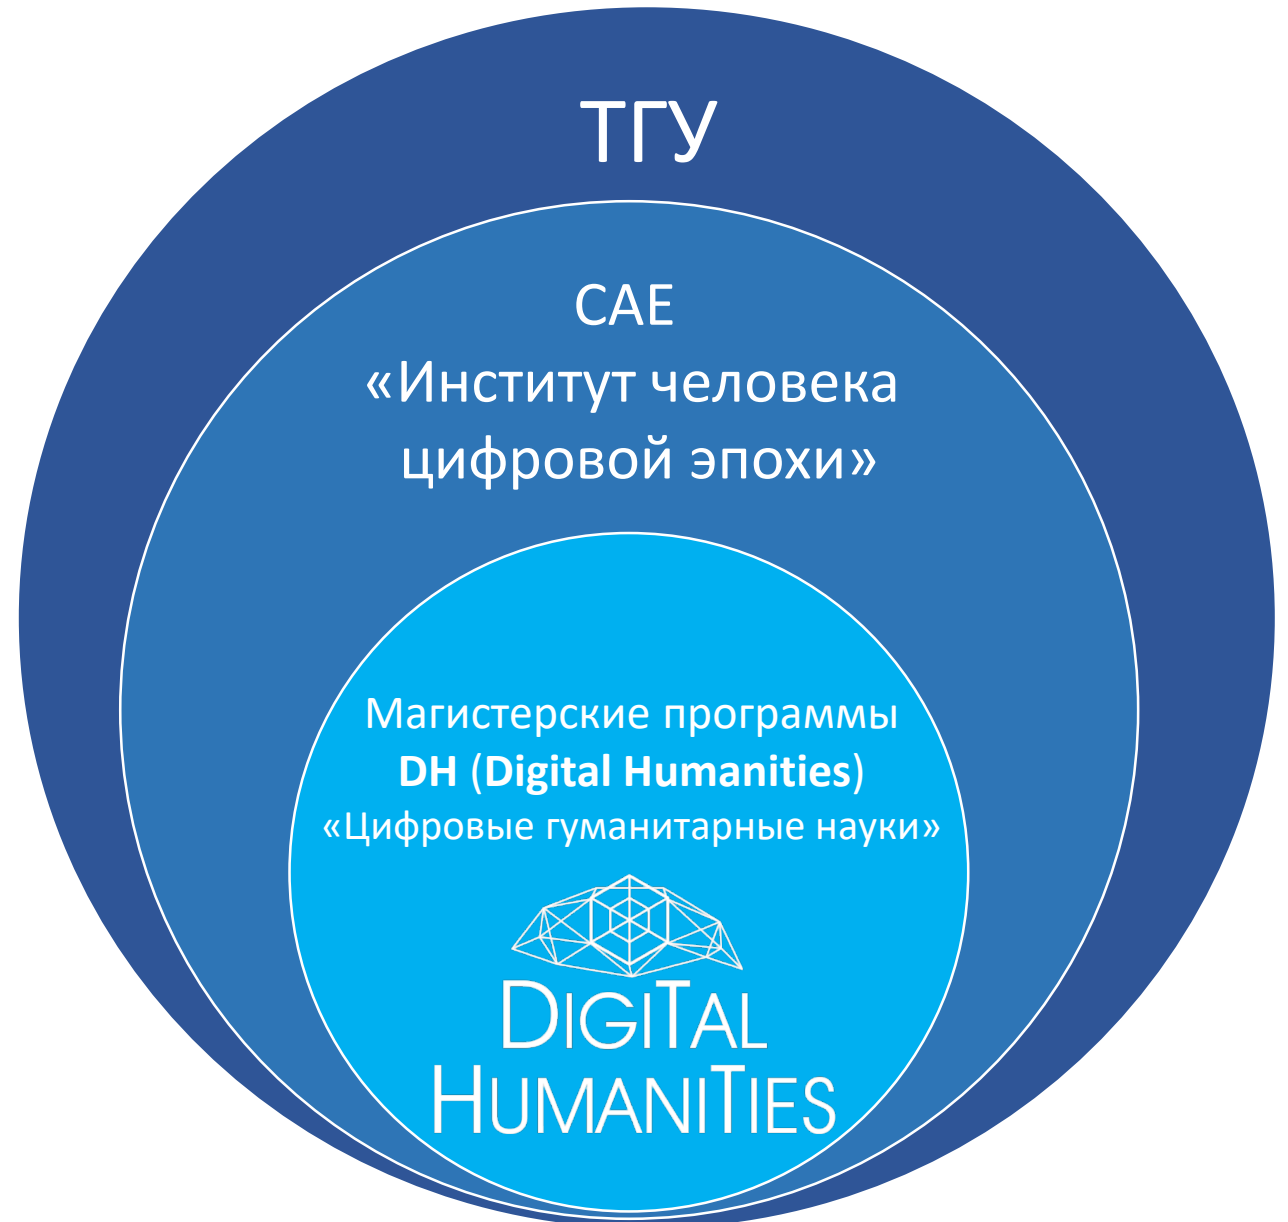 ТГУ
САЕ
«Институт человека
цифровой эпохи»
Магистерские программы
DH (Digital Humanities)
«Цифровые гуманитарные науки»
DIGITAL
HUMANITIES